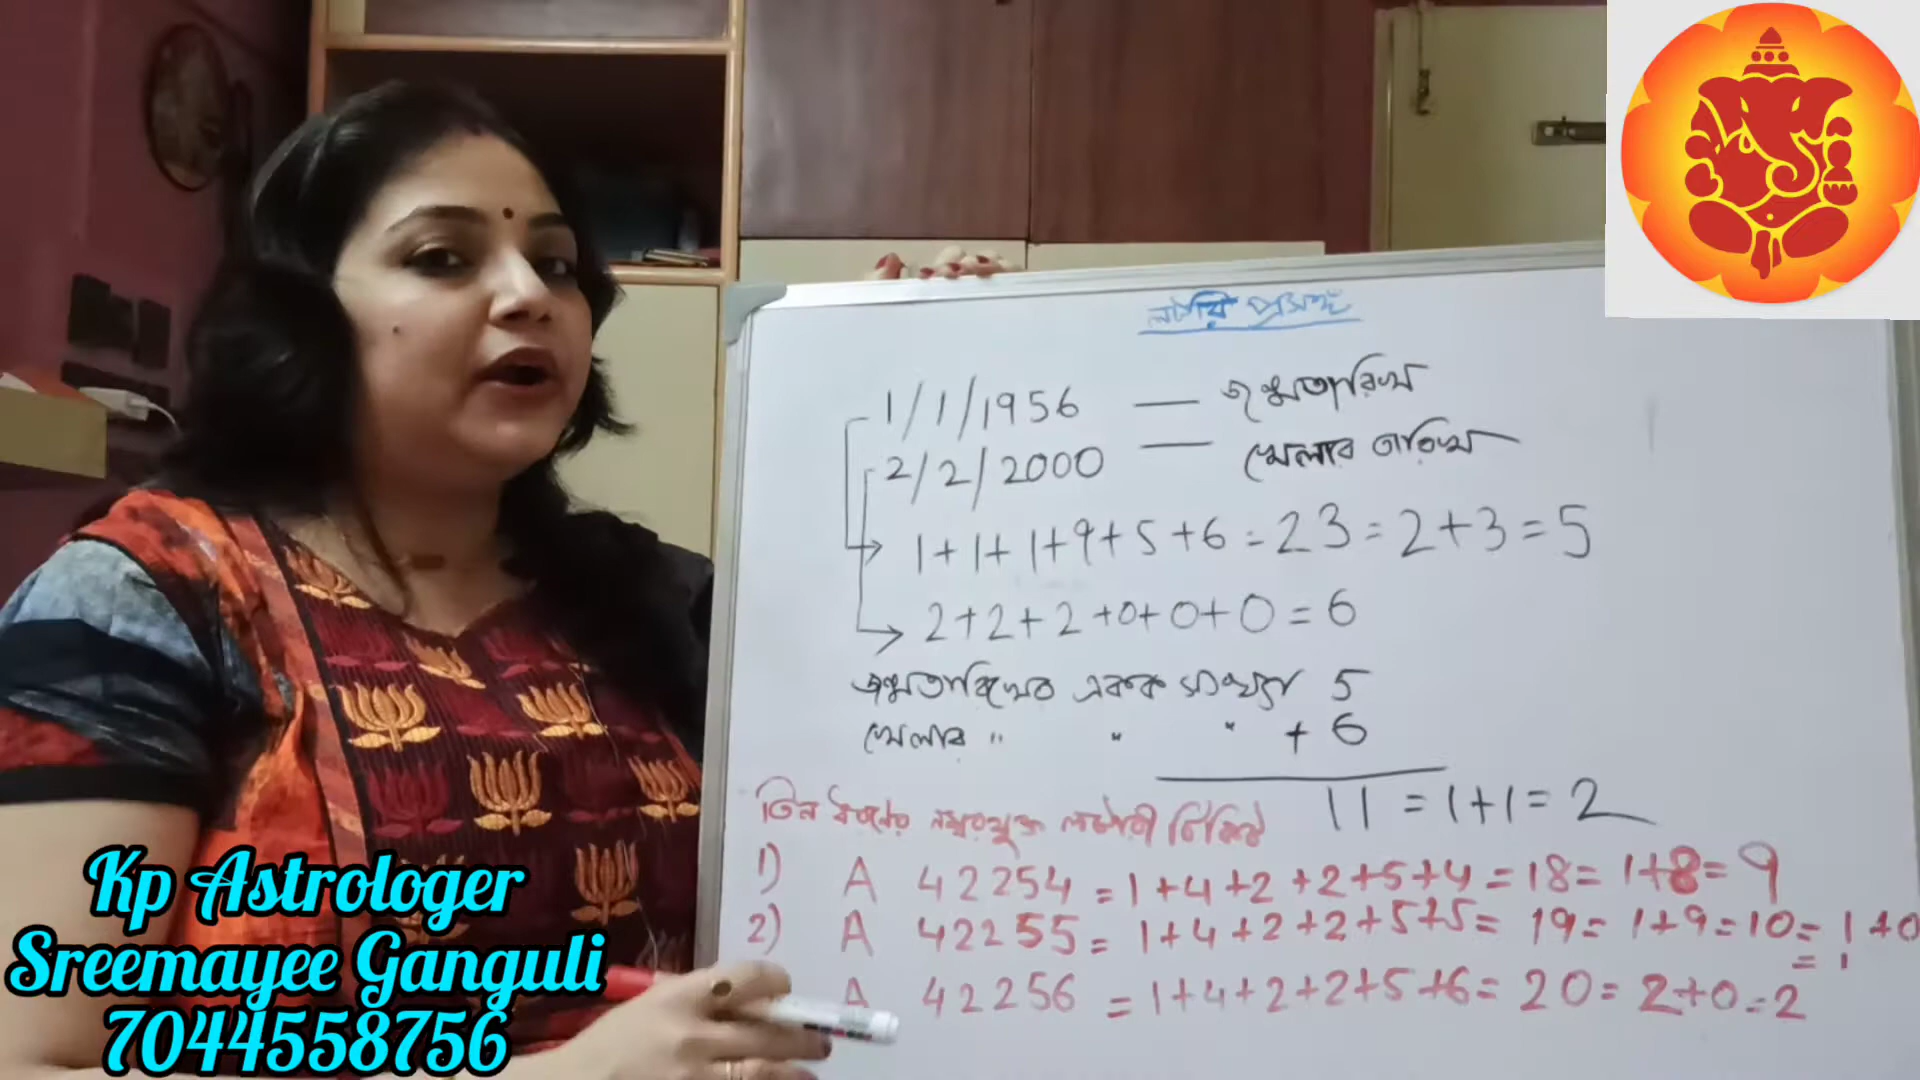 লটারি প্রসঙ্গ
1/1/1956 — জন্মতারিখ
2/2/2000 — খেলার তারিখ
1+1+1+9+5+6=23=2+3=5
2+2+2+0+0+0=6
জন্মতারিখের একক সংখ্যা 5
খেলার " " " + 6
11=1+1=2
তিন ধরণের নম্বরযুক্ত লটারী টিকিট
1) A 42254 = 1+4+2+2+5+4=18=1+8=9
2) A 42255 = 1+4+2+2+5+5= 19=1+9=10=1+0
=1
A 42256 = 1+4+2+2+5+6= 20=2+0=2
Kp Astrologer
Sreemayee Ganguli
7044558756